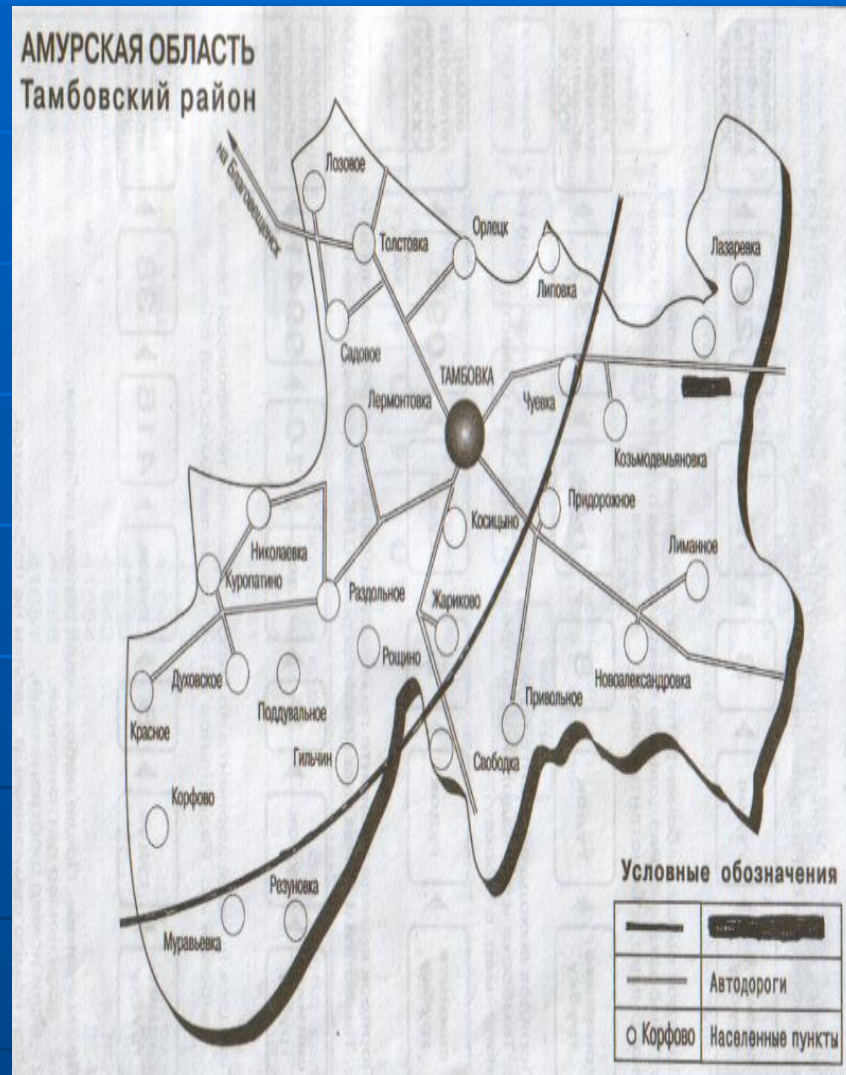 АМУРСКАЯ ОБЛАСТЬ
Тамбовский район
на Благовещенск
Лозовое
Толстовка
Орлецк
Липовка
Лазаревка
Садовое
ТАМБОВКА
Чуевка
Лермонтовка
Козьмодемьяновка
Придорожное
Косицыно
Николаевка
Лиманное
Куропатино
Раздольное
Жариково
Рощино
Духовское
Новоалександровка
Поддувальное
Привольное
Красное
Гильчин
Свободка
Корфово
Резуновка
Муравьевка
Условные обозначения
Автодороги
Корфово Населенные пункты